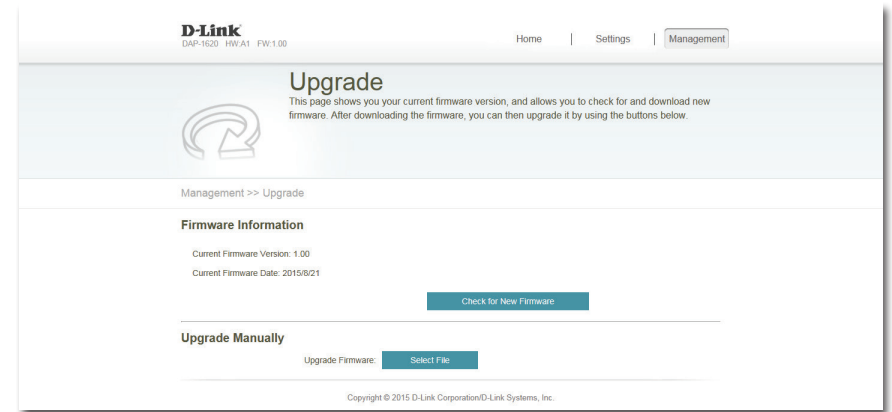 D-Link
DAP-1620 HW:A1 FW:1.00
Home | Settings | Management
Upgrade
This page shows you your current firmware version, and allows you to check for and download new
firmware. After downloading the firmware, you can then upgrade it by using the buttons below.
Management >> Upgrade
Firmware Information
Current Firmware Version: 1.00
Current Firmware Date: 2015/8/21
Check for New Firmware
Upgrade Manually
Upgrade Firmware: Select File
Copyright © 2015 D-Link Corporation/D-Link Systems, Inc.